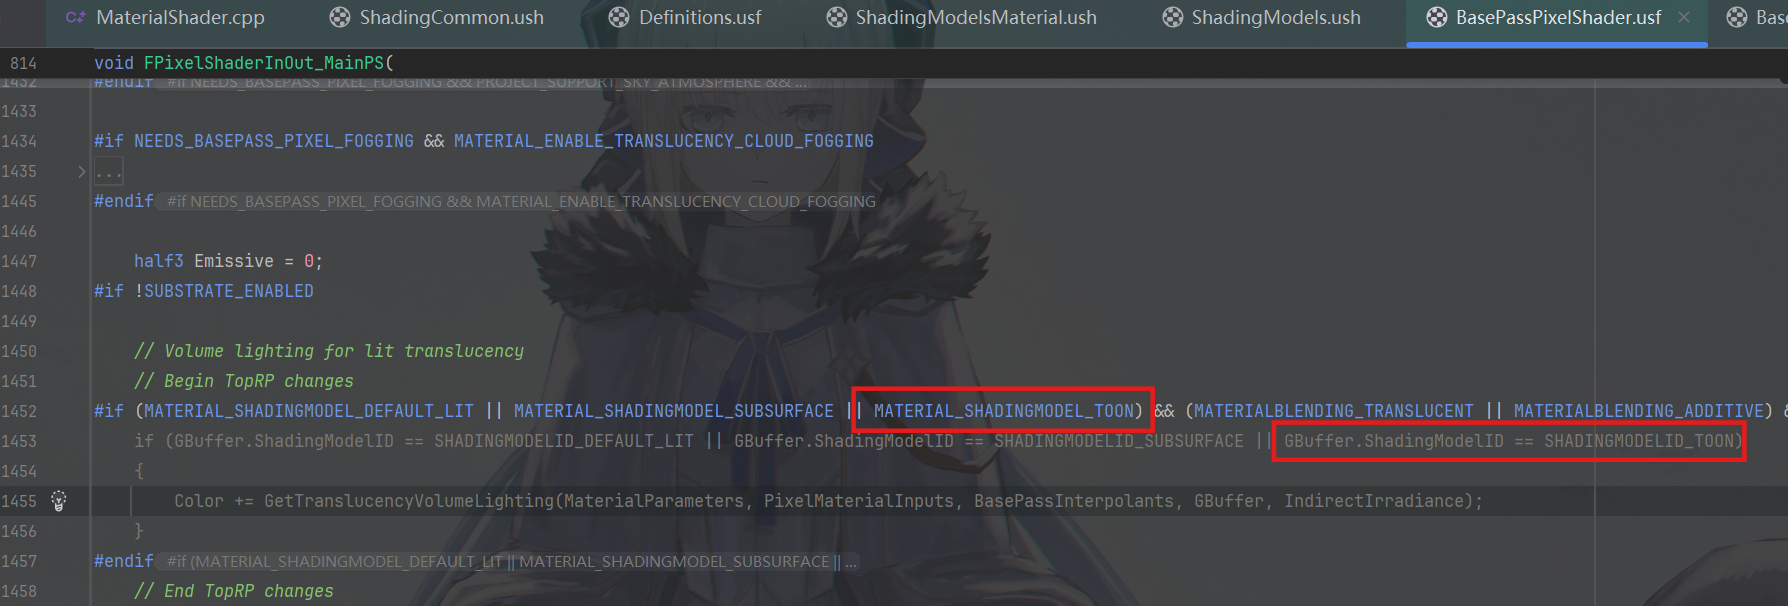 MaterialShader.cpp ShadingCommon.ush Definitions.usf ShadingModelsMaterial.ush ShadingModels.ush BasePassPixelShader.usf × Bas
814 void FPixelShaderInOut_MainPS(
1432 #endif #if NEEDS_BASEPASS_PIXEL_FOGGING && PROJECT_SUPPORT_SKY_ATMOSPHERE && ...
1433
1434 #if NEEDS_BASEPASS_PIXEL_FOGGING && MATERIAL_ENABLE_TRANSLUCENCY_CLOUD_FOGGING
1435 ...
1445 #endif #if NEEDS_BASEPASS_PIXEL_FOGGING && MATERIAL_ENABLE_TRANSLUCENCY_CLOUD_FOGGING
1446
1447 half3 Emissive = 0;
1448 #if !SUBSTRATE_ENABLED
1449
1450 // Volume lighting for lit translucency
1451 // Begin TopRP changes
1452 #if (MATERIAL_SHADINGMODEL_DEFAULT_LIT || MATERIAL_SHADINGMODEL_SUBSURFACE || MATERIAL_SHADINGMODEL_TOON) && (MATERIALBLENDING_TRANSLUCENT || MATERIALBLENDING_ADDITIVE) &
1453 if (GBuffer.ShadingModelID == SHADINGMODELID_DEFAULT_LIT || GBuffer.ShadingModelID == SHADINGMODELID_SUBSURFACE || GBuffer.ShadingModelID == SHADINGMODELID_TOON)
1454 {
1455 Color += GetTranslucencyVolumeLighting(MaterialParameters, PixelMaterialInputs, BasePassInterpolants, GBuffer, IndirectIrradiance);
1456 }
1457 #endif #if (MATERIAL_SHADINGMODEL_DEFAULT_LIT || MATERIAL_SHADINGMODEL_SUBSURFACE || ...
1458 // End TopRP changes